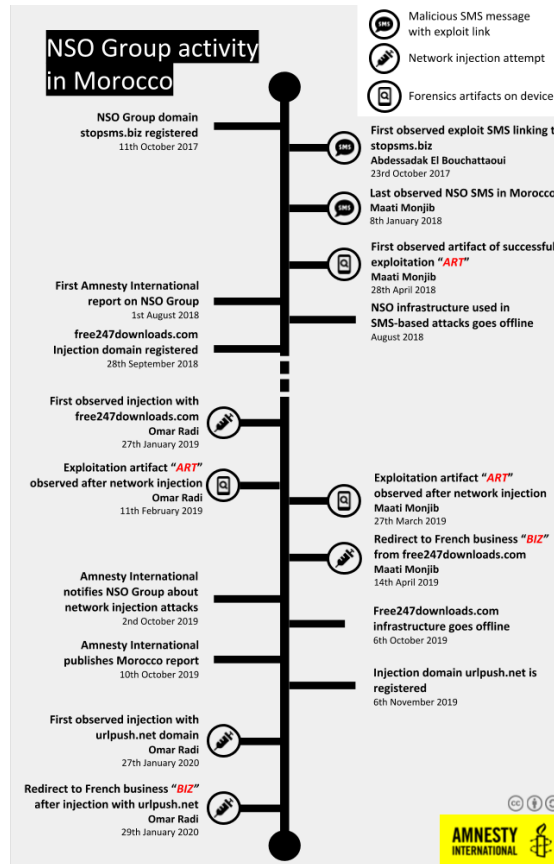 NSO Group activity
in Morocco
Malicious SMS message
with exploit link
Network injection attempt
Forensics artifacts on device
NSO Group domain
stopsms.biz registered
11th October 2017
SMS
First observed exploit SMS linking t
stopsms.biz
Abdessadak El Bouchattaoui
23rd October 2017
SMS
Last observed NSO SMS in Morocco
Maati Monjib
8th January 2018
First observed artifact of successful
exploitation “ART”
Maati Monjib
28th April 2018
First Amnesty International
report on NSO Group
1st August 2018
NSO infrastructure used in
SMS-based attacks goes offline
August 2018
free247downloads.com
Injection domain registered
28th September 2018
First observed injection with
free247downloads.com
Omar Radi
27th January 2019
Exploitation artifact “ART”
observed after network injection
Omar Radi
11th February 2019
Exploitation artifact “ART”
observed after network injection
Maati Monjib
27th March 2019
Redirect to French business “BIZ”
from free247downloads.com
Maati Monjib
14th April 2019
Amnesty International
notifies NSO Group about
network injection attacks
2nd October 2019
Free247downloads.com
infrastructure goes offline
6th October 2019
Amnesty International
publishes Morocco report
10th October 2019
Injection domain urlpush.net is
registered
6th November 2019
First observed injection with
urlpush.net domain
Omar Radi
27th January 2020
Redirect to French business “BIZ”
after injection with urlpush.net
Omar Radi
29th January 2020
cc
AMNESTY
INTERNATIONAL